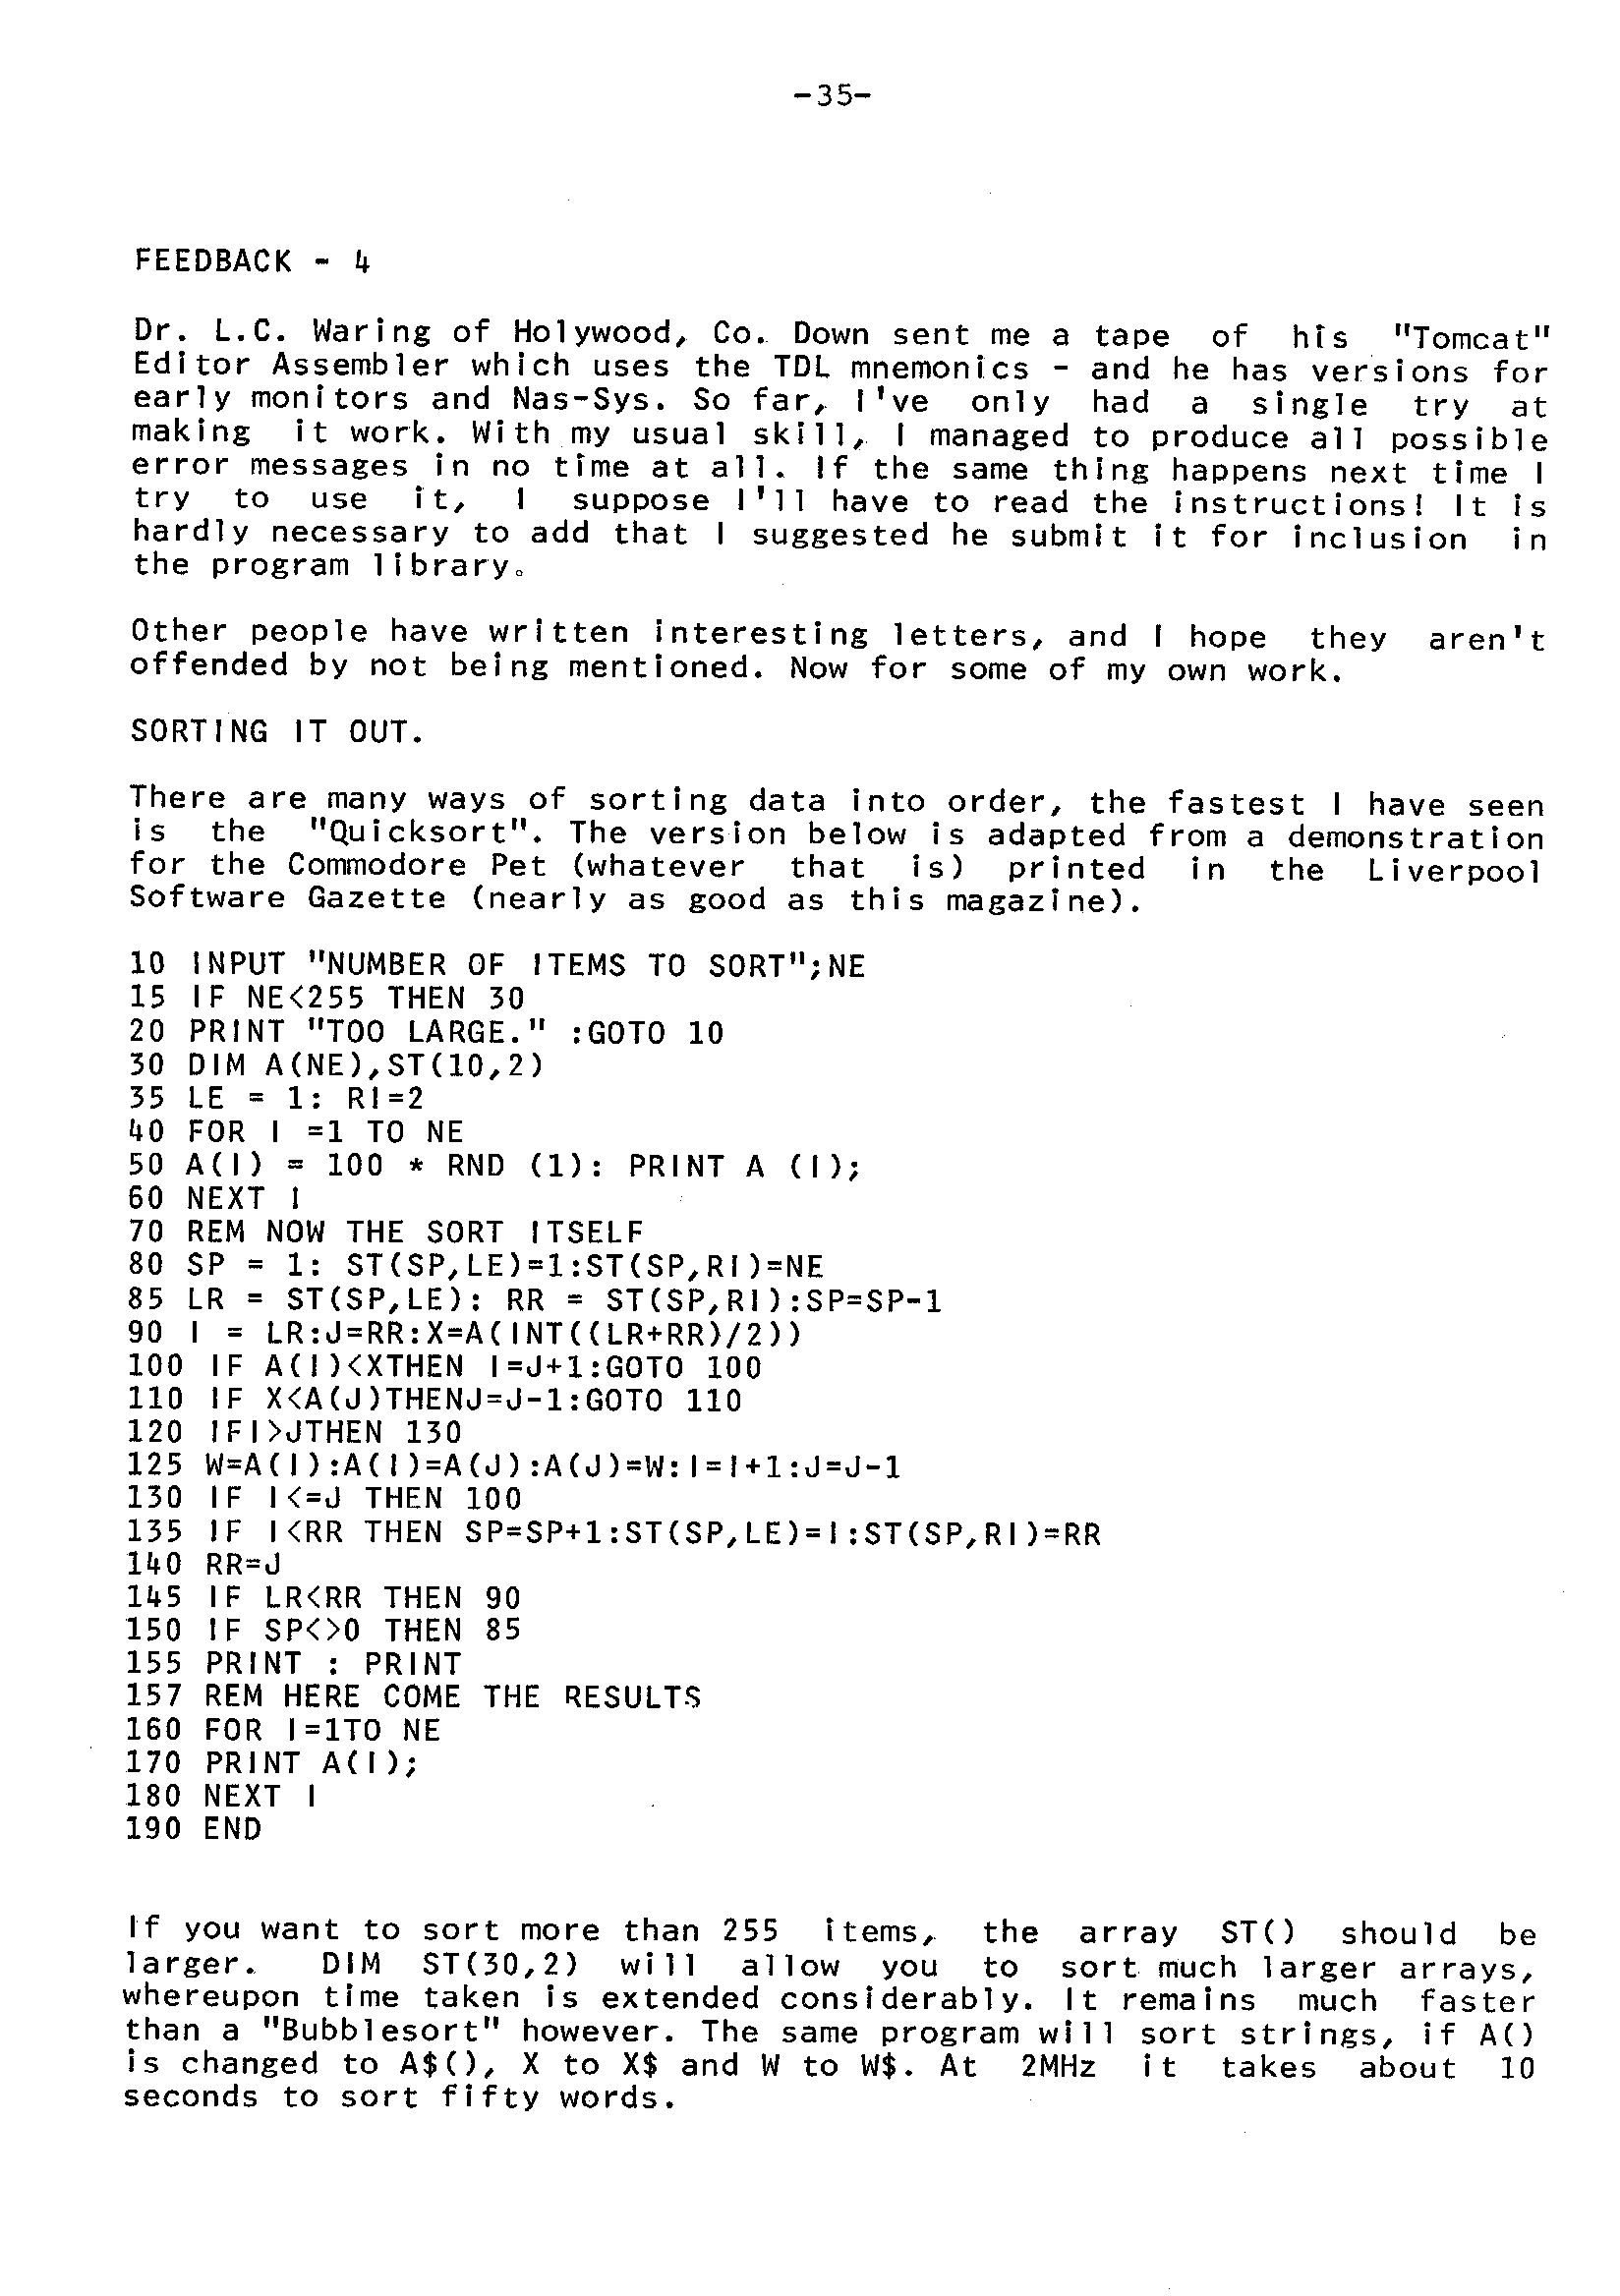 -35-
FEEDBACK - 4
Dr. L.C. Waring of Holywood, Co. Down sent me a tape of his "Tomcat"
Editor Assembler which uses the TDL mnemonics - and he has versions for
early monitors and Nas-Sys. So far, I've only had a single try at
making it work. With my usual skill, I managed to produce all possible
error messages in no time at all. If the same thing happens next time I
try to use it, I suppose I'll have to read the instructions! It is
hardly necessary to add that I suggested he submit it for inclusion in
the program library.
Other people have written interesting letters, and I hope they aren't
offended by not being mentioned. Now for some of my own work.
SORTING IT OUT.
There are many ways of sorting data into order, the fastest I have seen
is the "Quicksort". The version below is adapted from a demonstration
for the Commodore Pet (whatever that is) printed in the Liverpool
Software Gazette (nearly as good as this magazine).
10 INPUT "NUMBER OF ITEMS TO SORT";NE
15 IF NE<255 THEN 30
20 PRINT "TOO LARGE." :GOTO 10
30 DIM A(NE),ST(10,2)
35 LE = 1: RI=2
40 FOR I =1 TO NE
50 A(I) = 100 * RND (1): PRINT A (I);
60 NEXT I
70 REM NOW THE SORT ITSELF
80 SP = 1: ST(SP,LE)=1:ST(SP,RI)=NE
85 LR = ST(SP,LE): RR = ST(SP,RI):SP=SP-1
90 I = LR:J=RR:X=A(INT((LR+RR)/2))
100 IF A(I)<XTHEN I=J+1:GOTO 100
110 IF X<A(J)THENJ=J-1:GOTO 110
120 IFI>JTHEN 130
125 W=A(I):A(I)=A(J):A(J)=W:I=I+1:J=J-1
130 IF I<=J THEN 100
135 IF I<RR THEN SP=SP+1:ST(SP,LE)=I:ST(SP,RI)=RR
140 RR=J
145 IF LR<RR THEN 90
150 IF SP<>0 THEN 85
155 PRINT : PRINT
157 REM HERE COME THE RESULTS
160 FOR I=1TO NE
170 PRINT A(I);
180 NEXT I
190 END
If you want to sort more than 255 items, the array ST() should be
larger. DIM ST(30,2) will allow you to sort much larger arrays,
whereupon time taken is extended considerably. It remains much faster
than a "Bubblesort" however. The same program will sort strings, if A()
is changed to A$(), X to X$ and W to W$. At 2MHz it takes about 10
seconds to sort fifty words.